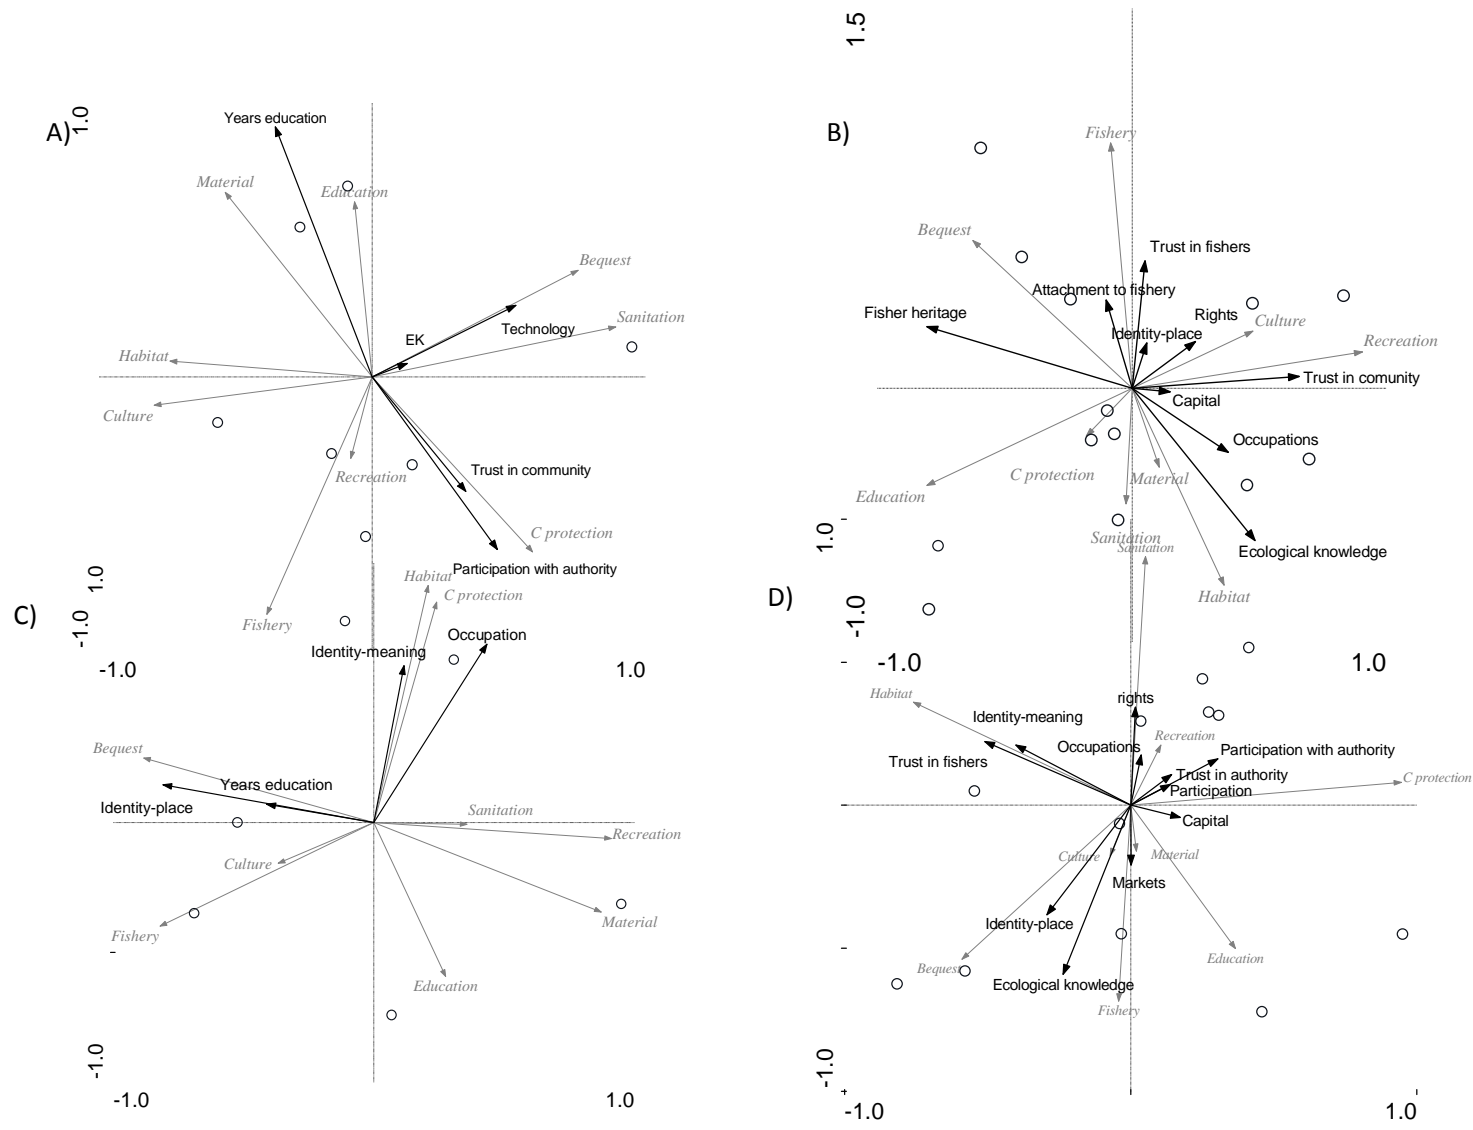 A)
1.0
Years education
Material
Education
Bequest
Technology
Sanitation
EK
Habitat
Culture
Recreation
Trust in community
C protection
Participation with authority
Fishery
-1.0
-1.0
1.0
B)
1.5
Fishery
Bequest
Trust in fishers
Attachment to fishery
Fisher heritage
Rights
Identity-place
Culture
Recreation
Trust in comunity
Capital
Occupations
C protection
Material
Education
Sanitation
Ecological knowledge
Habitat
-1.0
-1.0
1.0
C)
1.0
Habitat
C protection
Occupation
Identity-meaning
Bequest
Years education
Identity-place
Sanitation
Recreation
Culture
Fishery
Material
Education
-1.0
-1.0
1.0
D)
1.0
Sanitation
Habitat
rights
Identity-meaning
Occupations
Recreation
Participation with authority
Trust in fishers
Trust in authority
C protection
Participation
Capital
Culture
Material
Markets
Identity-place
Education
Bequest
Ecological knowledge
Fishery
-1.0
-1.0
1.0